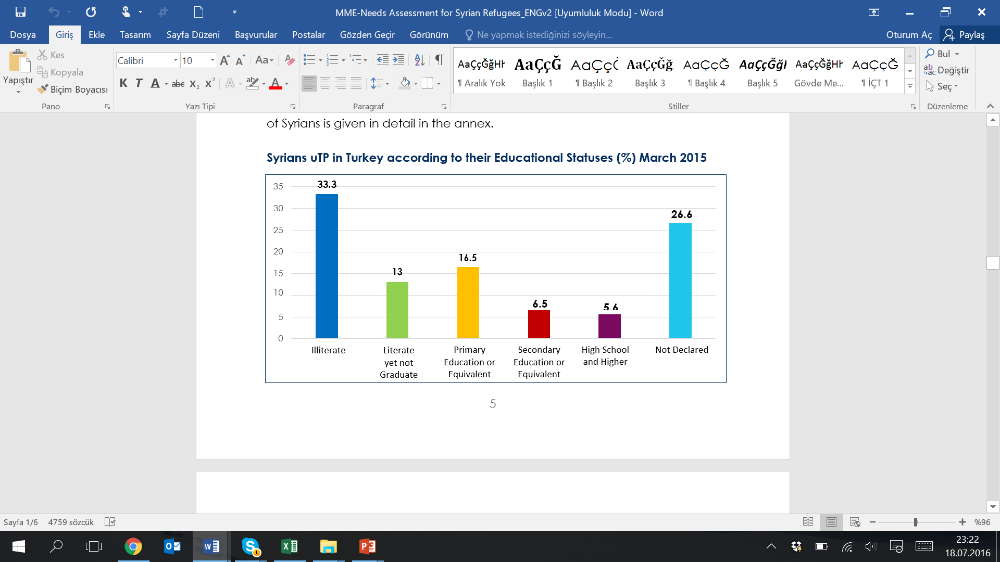 MME-Needs Assessment for Syrian Refugees_ENGv2 [Uyumluluk Modu] - Word
Dosya Giriş Ekle Tasarım Sayfa Düzeni Başvurular Postalar Gözden Geçir Görünüm Ne yapmak istediğinizi söyleyin... Oturum Aç Paylaş
Yapıştır
Kes
Kopyala
Biçim Boyacısı
Pano
Calibri 10
Aa
K T A abc X2 X2 A ab A
Yazı Tipi
Paragraf
AaÇçĞğHh AaÇçĞ AaÇçĞ AaÇçĞğ AaÇçĞ AaÇçĞğH AaÇçĞğHh AaÇçĞ
¶ Aralık Yok Başlık 1 ¶ Başlık 2 Başlık 3 ¶ Başlık 4 Başlık 5 Gövde Me... ¶ İÇT 1
Stiller
Bul
Değiştir
Seç
Düzenleme
of Syrians is given in detail in the annex.
Syrians uTP in Turkey according to their Educational Statuses (%) March 2015
35
30
25
20
15
10
5
0
33.3
13
16.5
6.5
5.6
26.6
Illiterate
Literate
yet not
Graduate
Primary
Education or
Equivalent
Secondary
Education or
Equivalent
High School
and Higher
Not Declared
5
Sayfa 1/6 4759 sözcük %96
23:22
18.07.2016